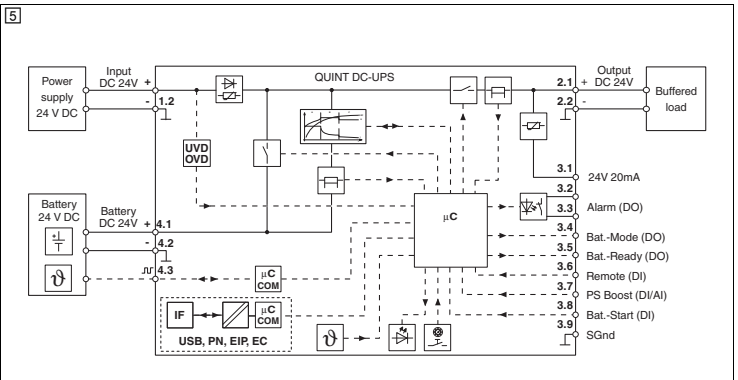 5
QUINT DC-UPS
Power
supply
24 V DC
Input
DC 24V +
- 1.2
UVD
OVD
Battery
24 V DC
Battery
DC 24V + 4.1
- 4.2
4.3
ϑ
µC
COM
IF
µC
COM
USB, PN, EIP, EC
ϑ
µC
2.1 + Output
DC 24V
2.2 -
Buffered
load
3.1
24V 20mA
3.2
3.3
Alarm (DO)
3.4
Bat.-Mode (DO)
3.5
Bat.-Ready (DO)
3.6
Remote (DI)
3.7
PS Boost (DI/AI)
3.8
Bat.-Start (DI)
3.9
SGnd